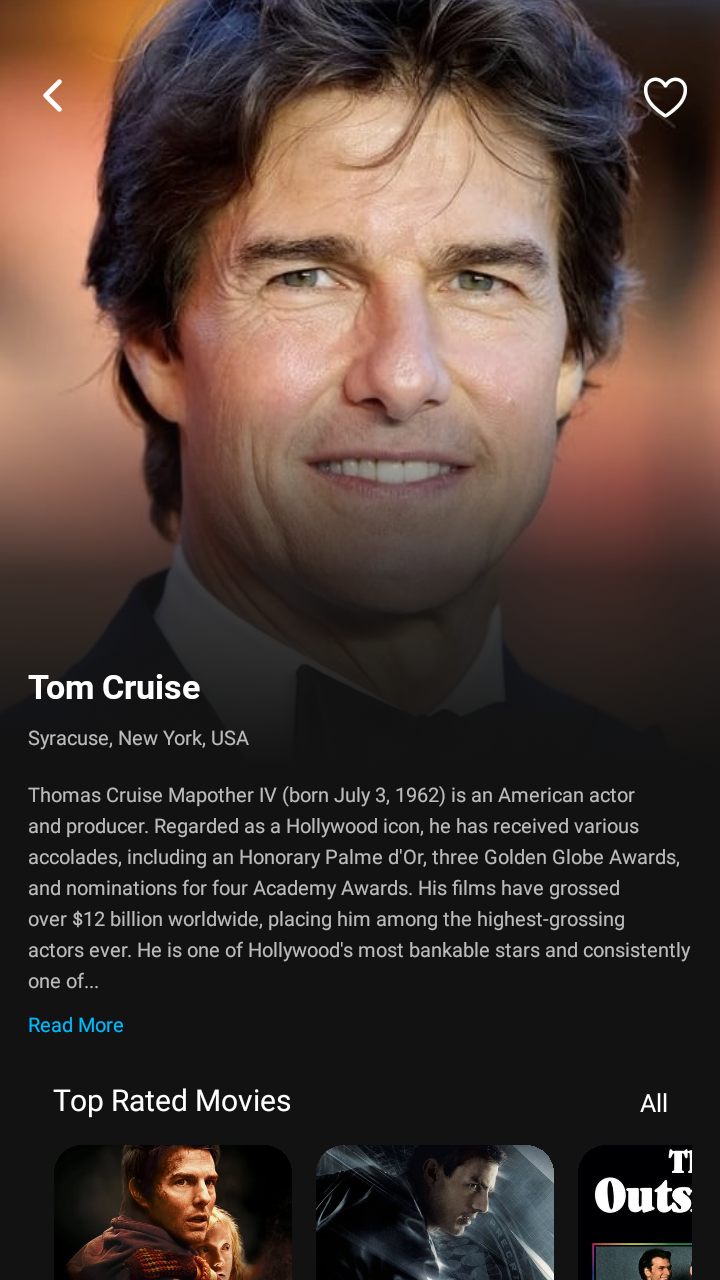 Tom Cruise
Syracuse, New York, USA
Thomas Cruise Mapother IV (born July 3, 1962) is an American actor
and producer. Regarded as a Hollywood icon, he has received various
accolades, including an Honorary Palme d'Or, three Golden Globe Awards,
and nominations for four Academy Awards. His films have grossed
over $12 billion worldwide, placing him among the highest-grossing
actors ever. He is one of Hollywood's most bankable stars and consistently
one of...
Read More
Top Rated Movies
All